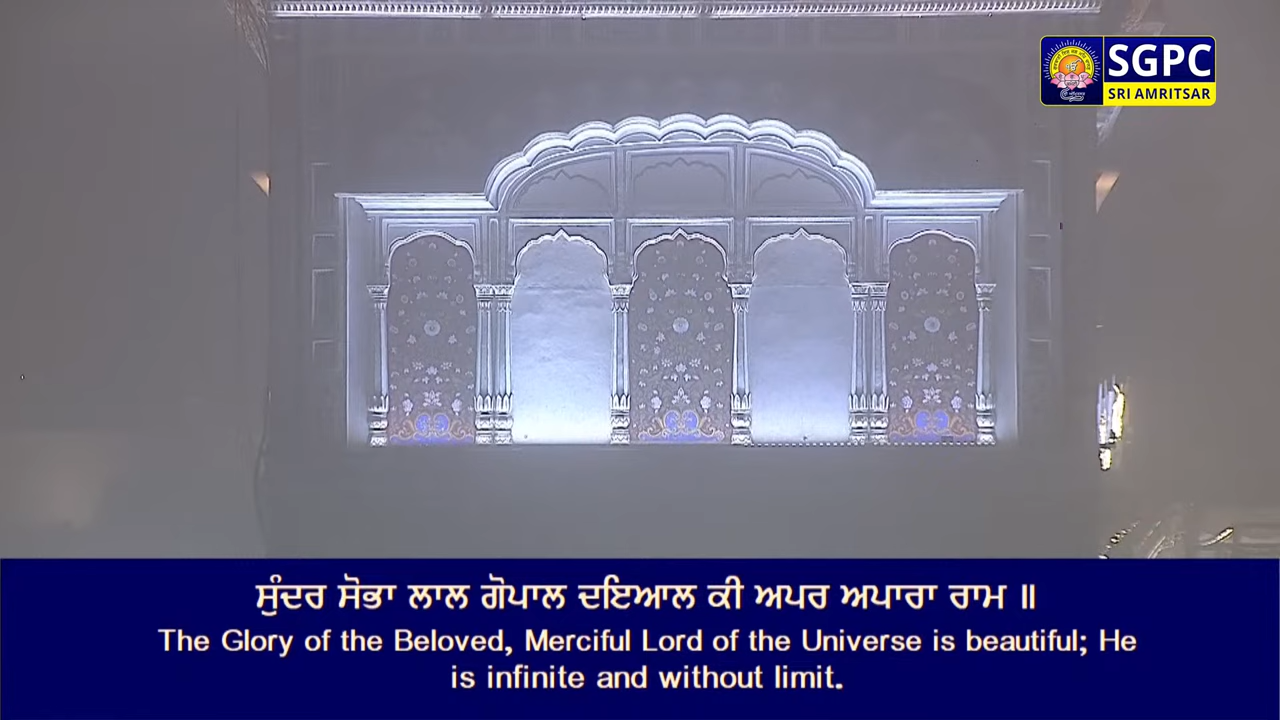 SGPC
SRI AMRITSAR
ਸੁੰਦਰ ਸੋਭਾ ਲਾਲ ਗੋਪਾਲ ਦਇਆਲ ਕੀ ਅਪਰ ਅਪਾਰਾ ਰਾਮ ॥
The Glory of the Beloved, Merciful Lord of the Universe is beautiful; He
is infinite and without limit.